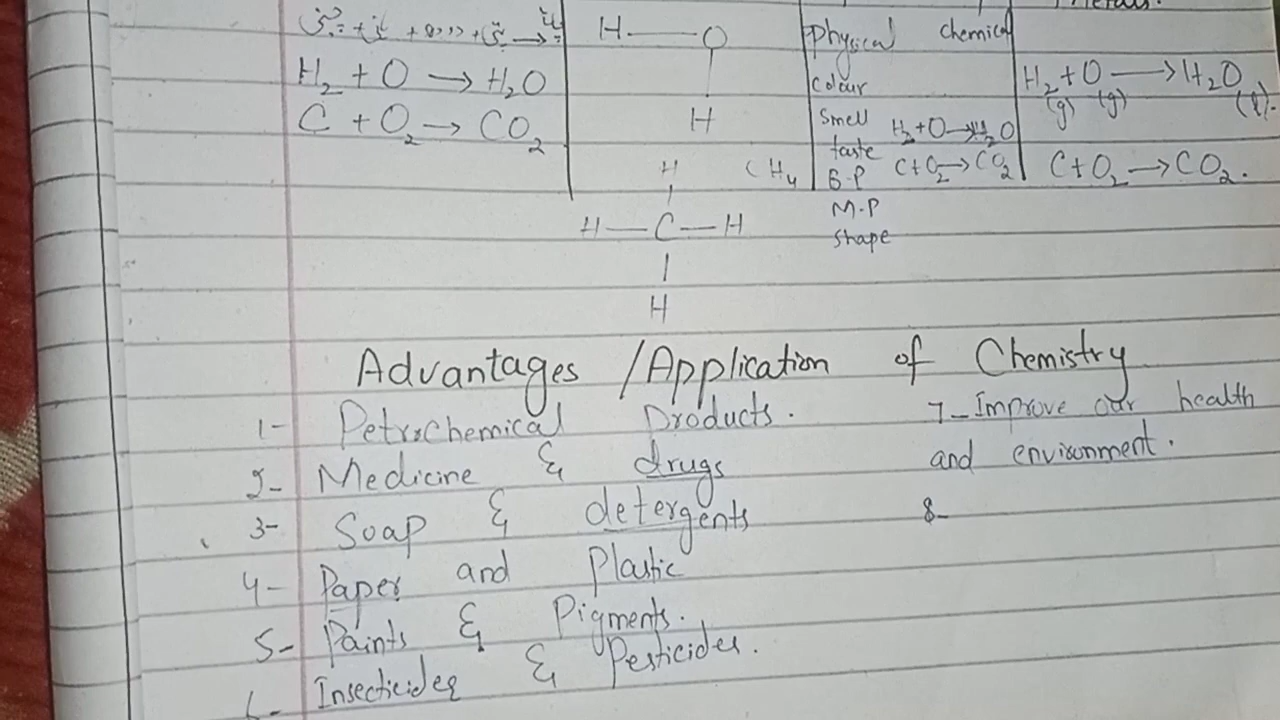 H₂ + O → H₂O
C + O₂ → CO₂
H — O
H
H
CH₄
H — C — H
H
Physical chemical
colour
Smell H₂+O→H₂O
taste
B.P C+O₂→CO₂
M.P
shape
H₂+O → H₂O
(g) (g) (l).
C+O₂ → CO₂.
Advantages / Application of Chemistry
1- Petrochemical Products.
2- Medicine & drugs
3- Soap & detergents
4- Paper and Plastic
5- Paints & Pigments.
6- Insecticides & Pesticides.
7- Improve our health
and environment.
8-